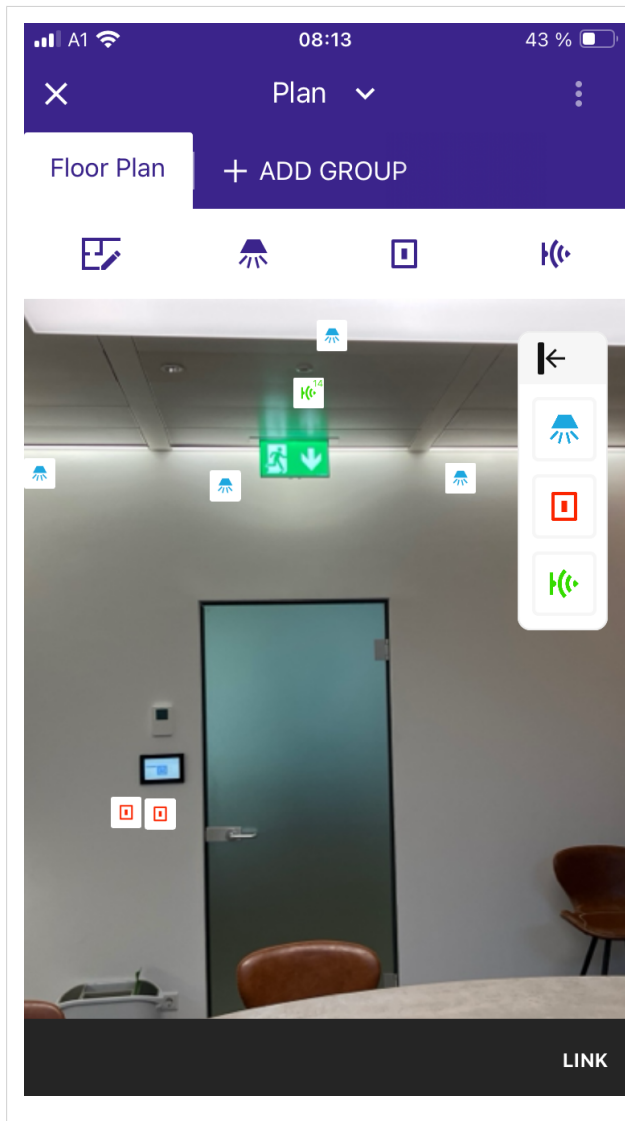 A1
08:13
43 %
Plan
Floor Plan
+ ADD GROUP
14
LINK